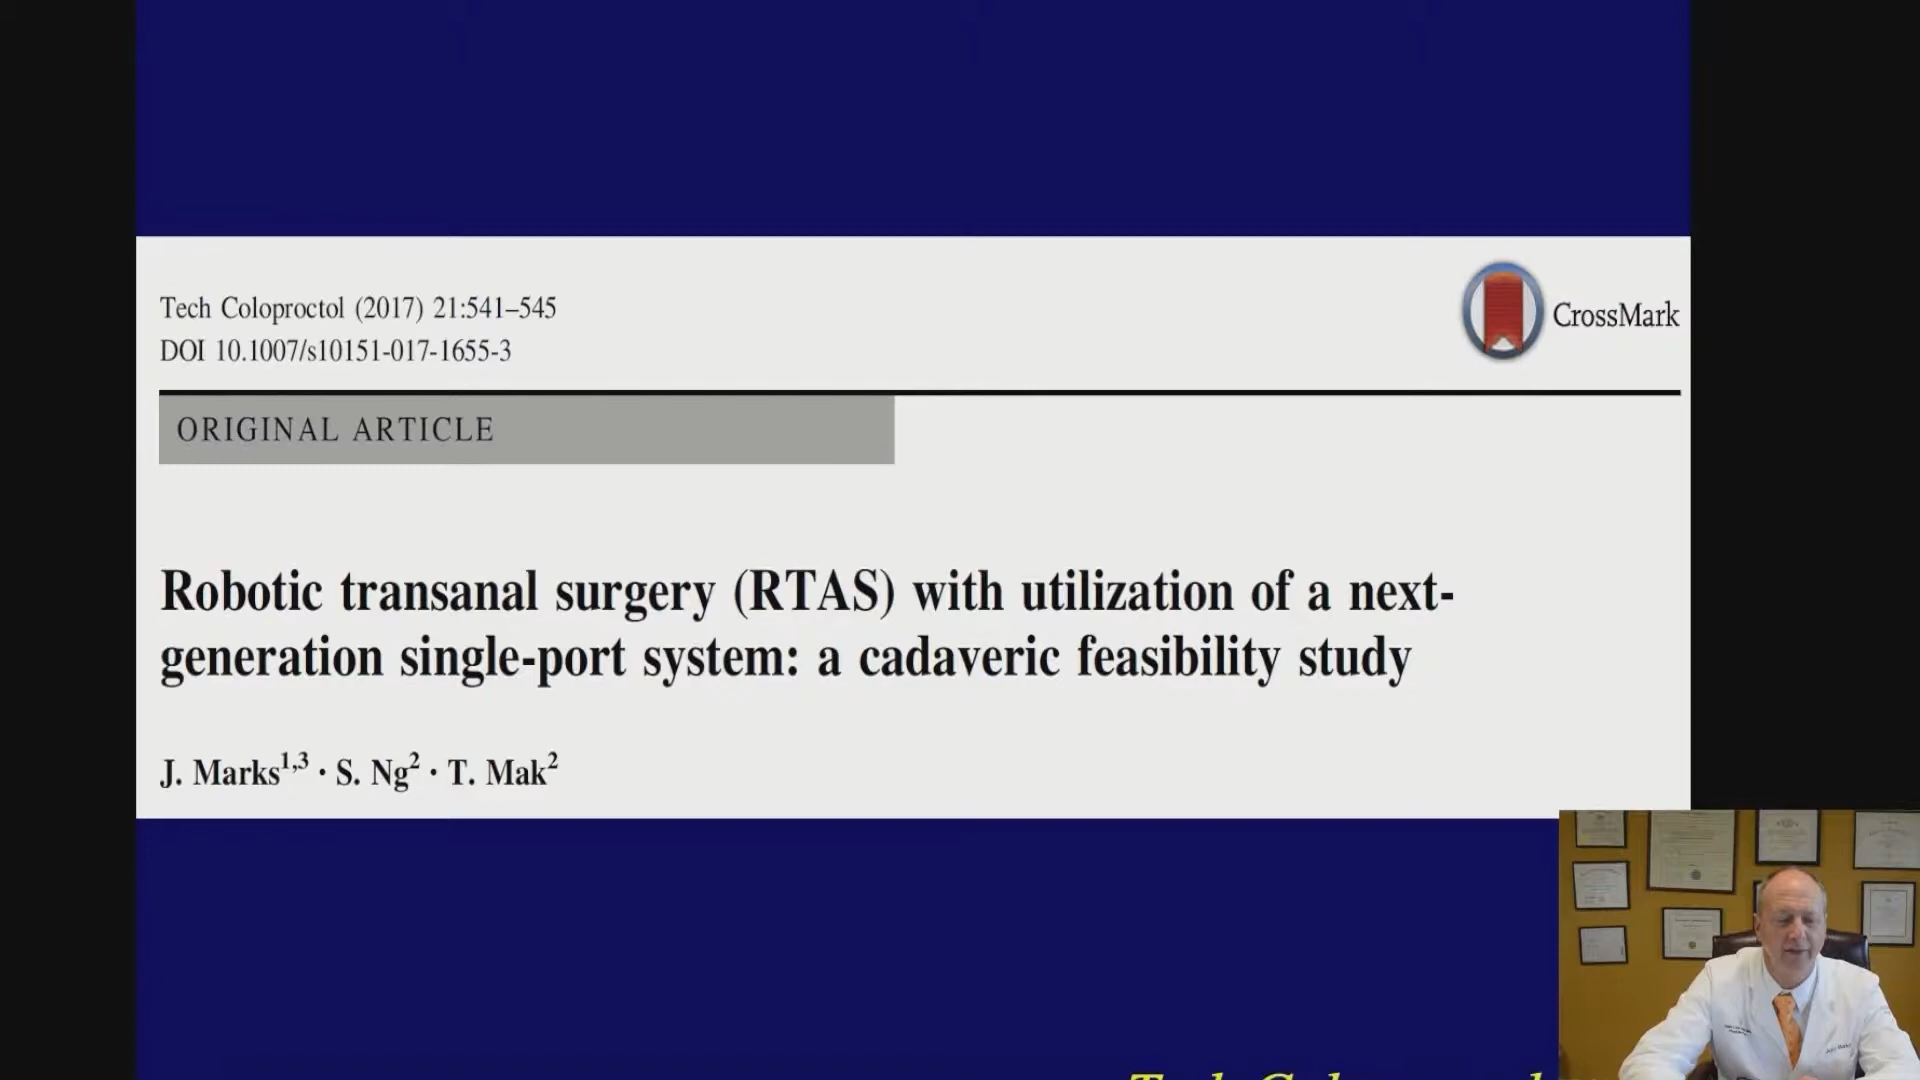 Tech Coloproctol (2017) 21:541–545
DOI 10.1007/s10151-017-1655-3
CrossMark
ORIGINAL ARTICLE
Robotic transanal surgery (RTAS) with utilization of a next-
generation single-port system: a cadaveric feasibility study
J. Marks1,3 · S. Ng2 · T. Mak2